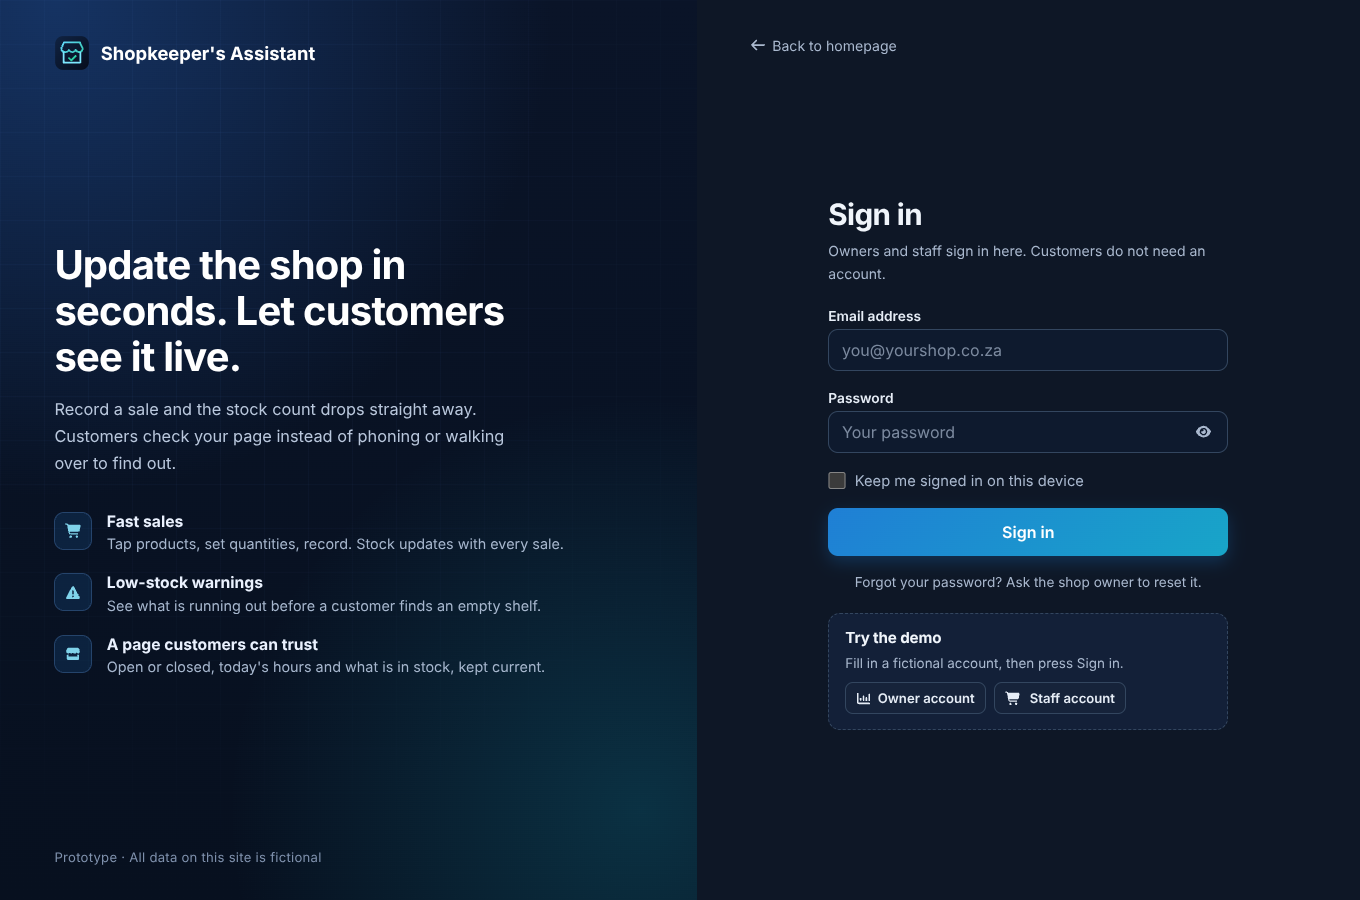 Shopkeeper's Assistant
Update the shop in
seconds. Let customers
see it live.
Record a sale and the stock count drops straight away.
Customers check your page instead of phoning or walking
over to find out.
Fast sales
Tap products, set quantities, record. Stock updates with every sale.
Low-stock warnings
See what is running out before a customer finds an empty shelf.
A page customers can trust
Open or closed, today's hours and what is in stock, kept current.
Prototype · All data on this site is fictional
Back to homepage
Sign in
Owners and staff sign in here. Customers do not need an
account.
Email address
you@yourshop.co.za
Password
Your password
Keep me signed in on this device
Sign in
Forgot your password? Ask the shop owner to reset it.
Try the demo
Fill in a fictional account, then press Sign in.
Owner account
Staff account